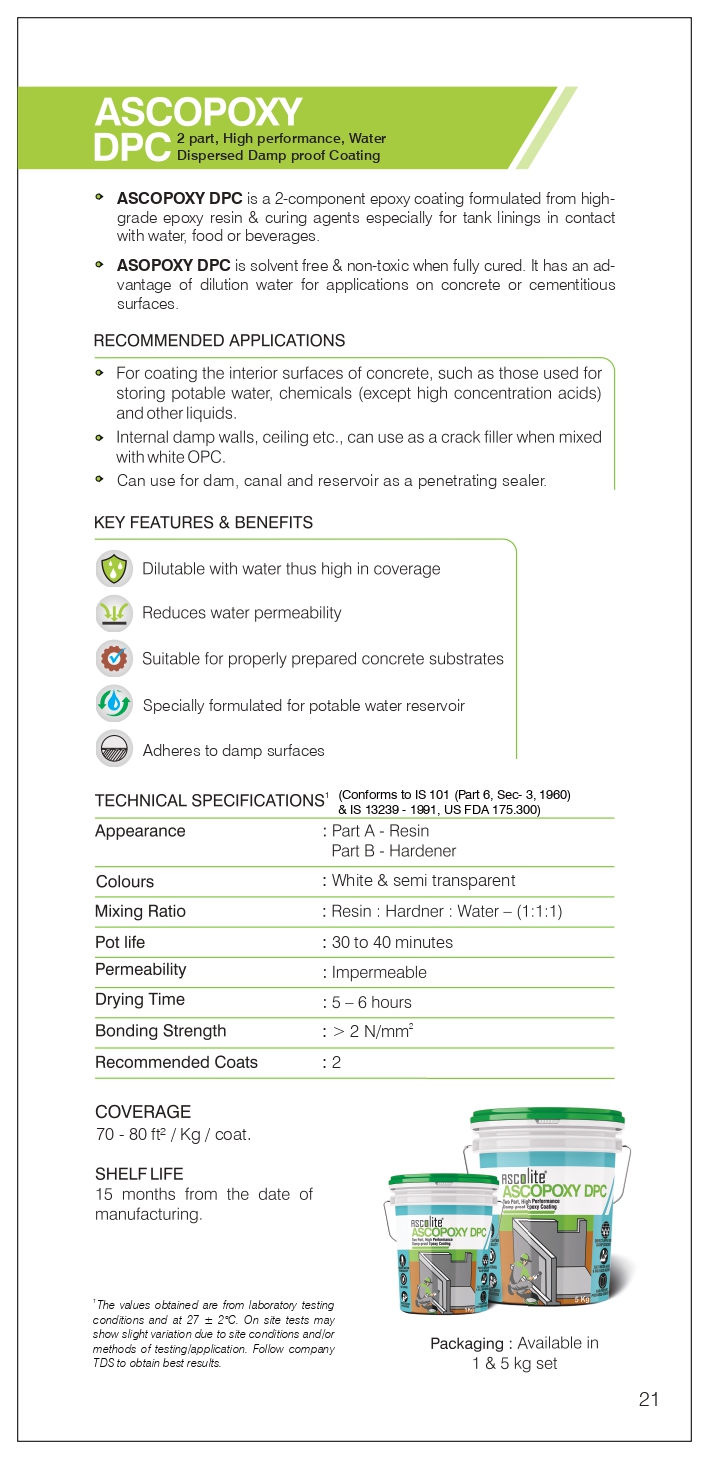 ASCOPOXY
DPC 2 part, High performance, Water
Dispersed Damp proof Coating
ASCOPOXY DPC is a 2-component epoxy coating formulated from high-
grade epoxy resin & curing agents especially for tank linings in contact
with water, food or beverages.
ASOPOXY DPC is solvent free & non-toxic when fully cured. It has an ad-
vantage of dilution water for applications on concrete or cementitious
surfaces.
RECOMMENDED APPLICATIONS
For coating the interior surfaces of concrete, such as those used for
storing potable water, chemicals (except high concentration acids)
and other liquids.
Internal damp walls, ceiling etc., can use as a crack filler when mixed
with white OPC.
Can use for dam, canal and reservoir as a penetrating sealer.
KEY FEATURES & BENEFITS
Dilutable with water thus high in coverage
Reduces water permeability
Suitable for properly prepared concrete substrates
Specially formulated for potable water reservoir
Adheres to damp surfaces
TECHNICAL SPECIFICATIONS¹ (Conforms to IS 101 (Part 6, Sec- 3, 1960)
& IS 13239 - 1991, US FDA 175.300)
Appearance : Part A - Resin
Part B - Hardener
Colours : White & semi transparent
Mixing Ratio : Resin : Hardner : Water – (1:1:1)
Pot life : 30 to 40 minutes
Permeability : Impermeable
Drying Time : 5 – 6 hours
Bonding Strength : > 2 N/mm²
Recommended Coats : 2
COVERAGE
70 - 80 ft² / Kg / coat.
SHELF LIFE
15 months from the date of
manufacturing.
¹The values obtained are from laboratory testing
conditions and at 27 ± 2°C. On site tests may
show slight variation due to site conditions and/or
methods of testing/application. Follow company
TDS to obtain best results.
ascolite®
ASCOPOXY DPC
Two Part, High Performance
Damp proof Epoxy Coating
5 Kg
ascolite®
ASCOPOXY DPC
Two Part, High Performance
Damp proof Epoxy Coating
1Kg
Packaging : Available in
1 & 5 kg set
21